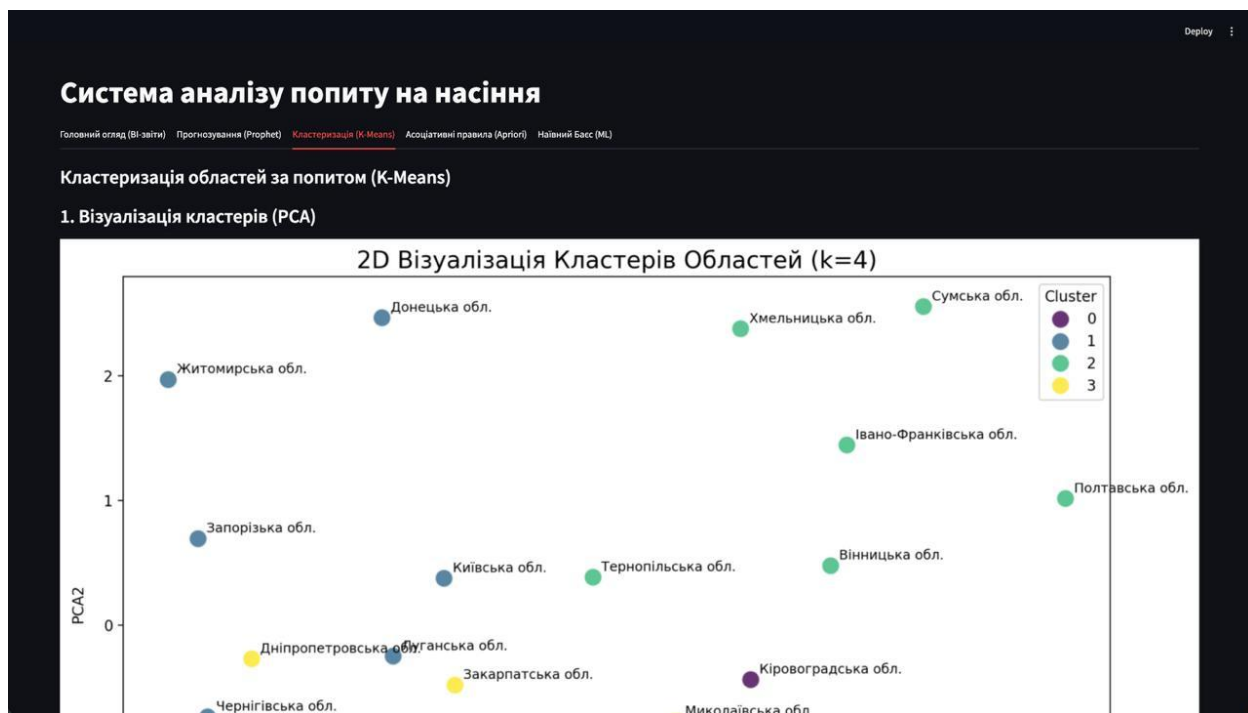 Deploy
Система аналізу попиту на насіння
Головний огляд (BI-звіти) Прогнозування (Prophet) Кластеризація (K-Means) Асоціативні правила (Apriori) Наївний Баєс (ML)
Кластеризація областей за попитом (K-Means)
1. Візуалізація кластерів (PCA)
2D Візуалізація Кластерів Областей (k=4)
Cluster
0
1
2
3
Сумська обл.
Донецька обл.
Хмельницька обл.
2
Житомирська обл.
Івано-Франківська обл.
1
Полтавська обл.
Запорізька обл.
Вінницька обл.
Київська обл.
Тернопільська обл.
PCA2
0
Дніпропетровська обл.
Луганська обл.
Закарпатська обл.
Кіровоградська обл.
Чернігівська обл.
Миколаївська обл.